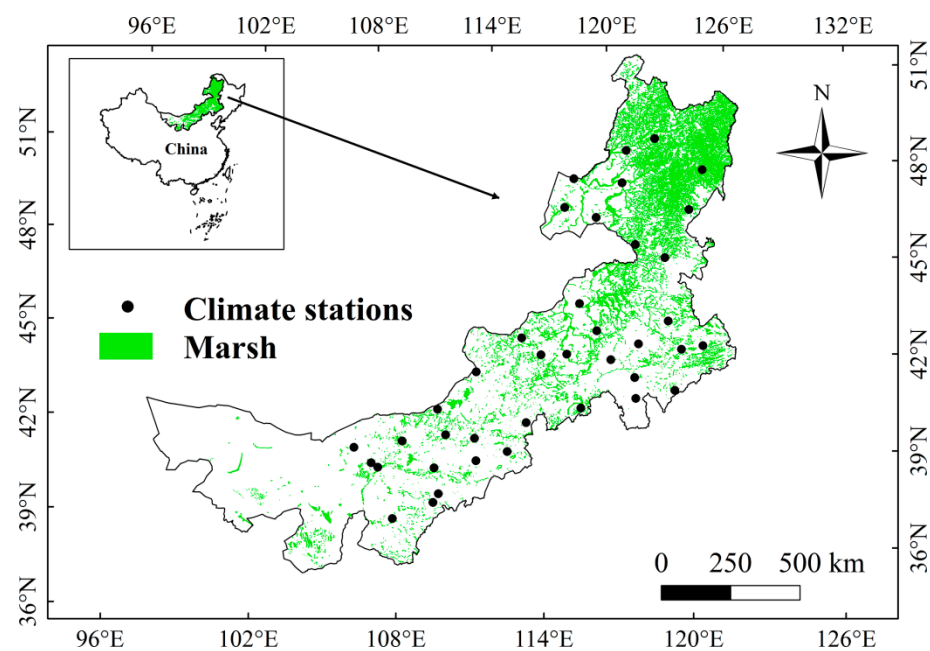 96°E 102°E 108°E 114°E 120°E 126°E 132°E
51°N
48°N
45°N
42°N
39°N
36°N
51°N
48°N
45°N
42°N
39°N
36°N
China
N
Climate stations
Marsh
0 250 500 km
96°E 102°E 108°E 114°E 120°E 126°E